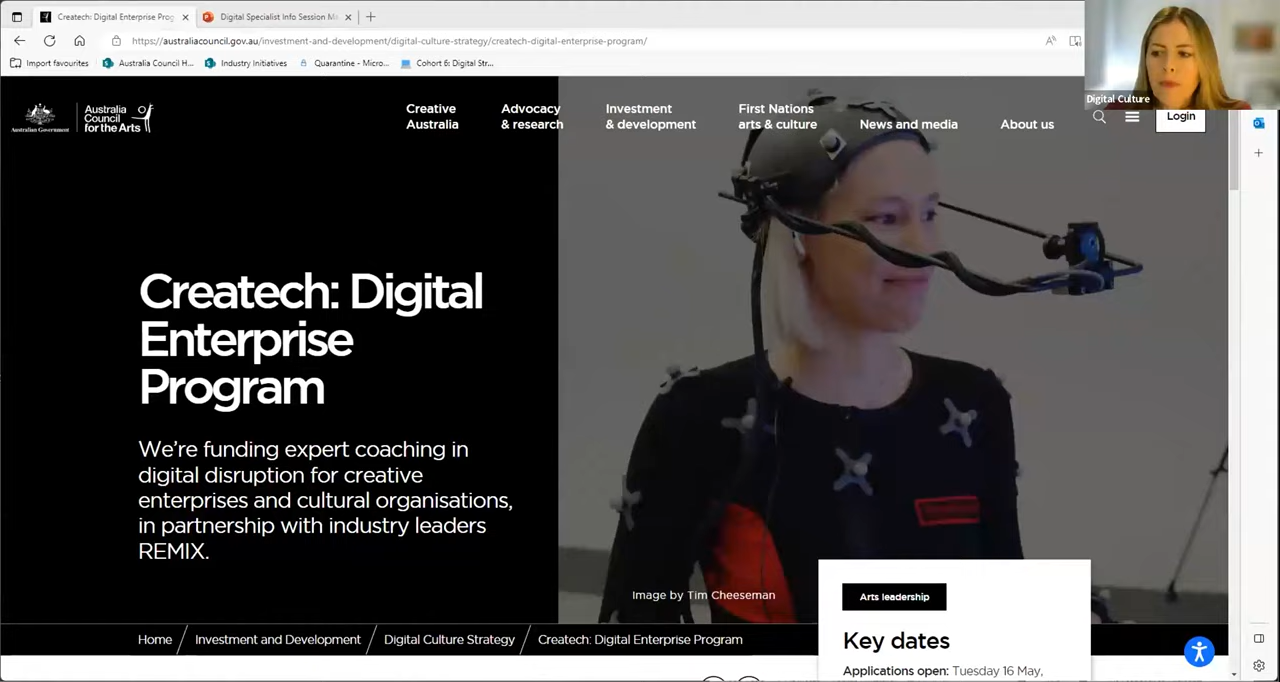 Createch: Digital Enterprise Prog
Digital Specialist Info Session M
https://australiacouncil.gov.au/investment-and-development/digital-culture-strategy/createch-digital-enterprise-program/
Import favourites
Australia Council H...
Industry Initiatives
Quarantine - Micro...
Cohort 6: Digital Str...
Digital Culture
Australian Government
Australia
Council
for the Arts
Creative
Australia
Advocacy
& research
Investment
& development
First Nations
arts & culture
News and media
About us
Login
Createch: Digital
Enterprise
Program
We're funding expert coaching in
digital disruption for creative
enterprises and cultural organisations,
in partnership with industry leaders
REMIX.
Image by Tim Cheeseman
Arts leadership
Key dates
Applications open: Tuesday 16 May,
Home / Investment and Development / Digital Culture Strategy / Createch: Digital Enterprise Program